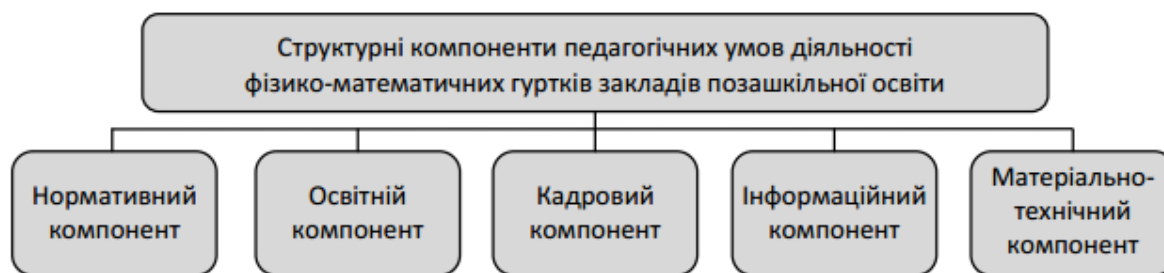 Структурні компоненти педагогічних умов діяльності
фізико-математичних гуртків закладів позашкільної освіти
Нормативний
компонент
Освітній
компонент
Кадровий
компонент
Інформаційний
компонент
Матеріально-
технічний
компонент